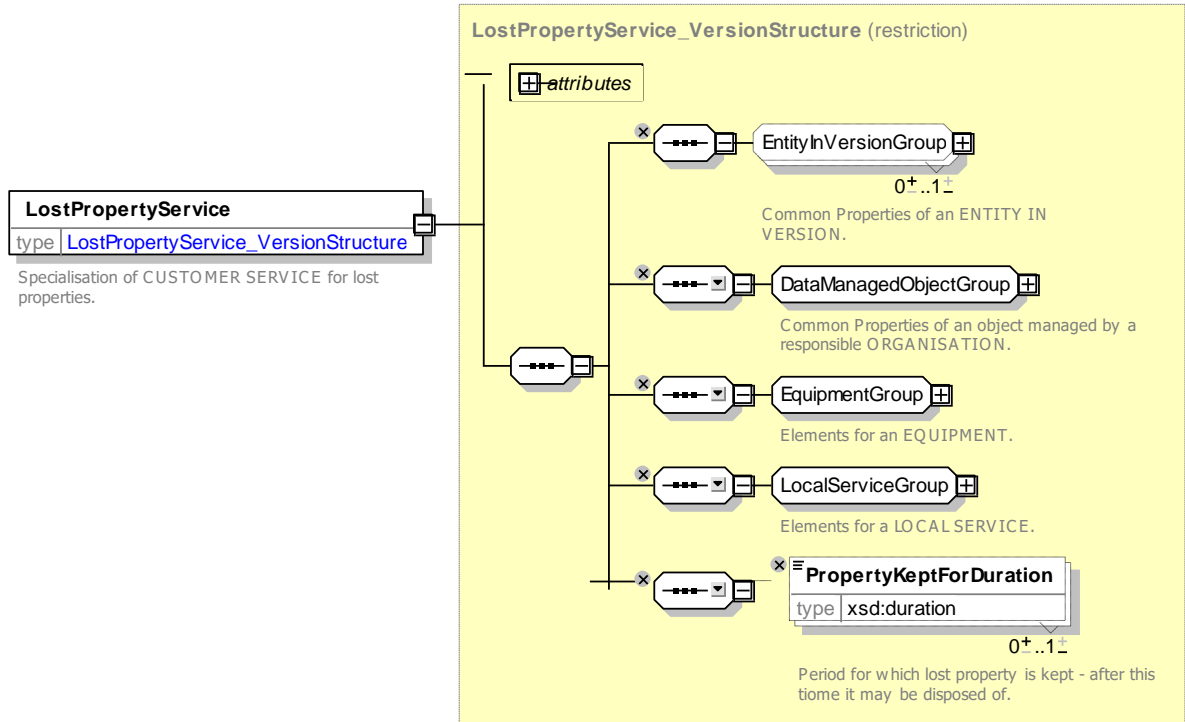 LostPropertyService_VersionStructure (restriction)
attributes
EntityInVersionGroup
0..1
Common Properties of an ENTITY IN
VERSION.
LostPropertyService
type LostPropertyService_VersionStructure
Specialisation of CUSTOMER SERVICE for lost
properties.
DataManagedObjectGroup
Common Properties of an object managed by a
responsible ORGANISATION.
EquipmentGroup
Elements for an EQUIPMENT.
LocalServiceGroup
Elements for a LOCAL SERVICE.
PropertyKeptForDuration
type xsd:duration
0..1
Period for which lost property is kept - after this
tiome it may be disposed of.